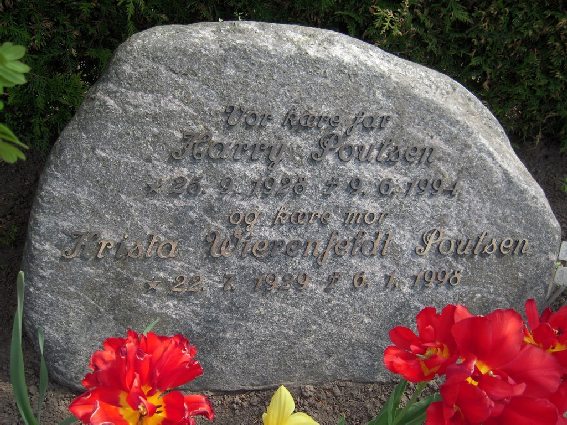 Vor kære far
Harry Poulsen
* 23. 9. 1928 † 9. 6. 1994
og kære mor
Krista Wierenfeldt Poulsen
* 22. 7. 1929 † 6. 1. 1998